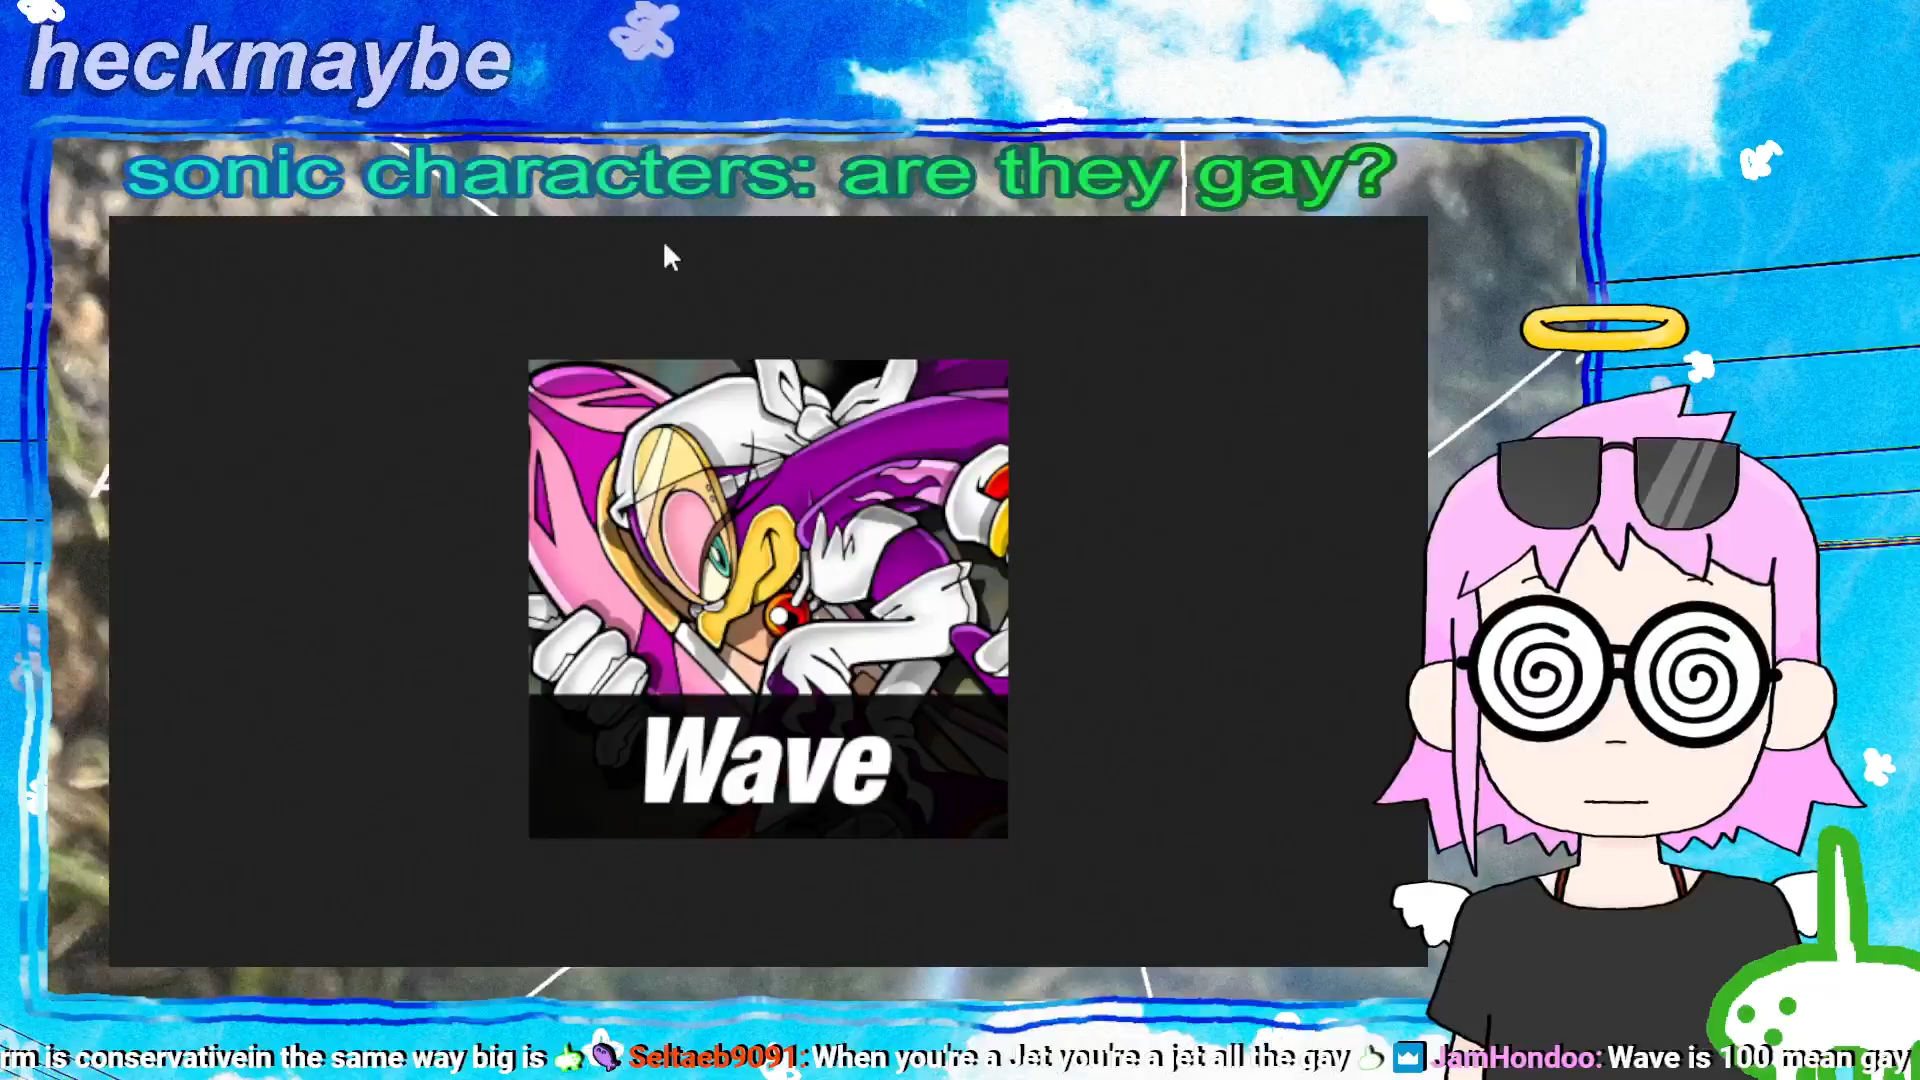 heckmaybe
sonic characters: are they gay?
Wave
rm is conservativein the same way big is Seltaeb9091: When you're a Jet you're a jet all the gay JamHondoo: Wave is 100 mean gay